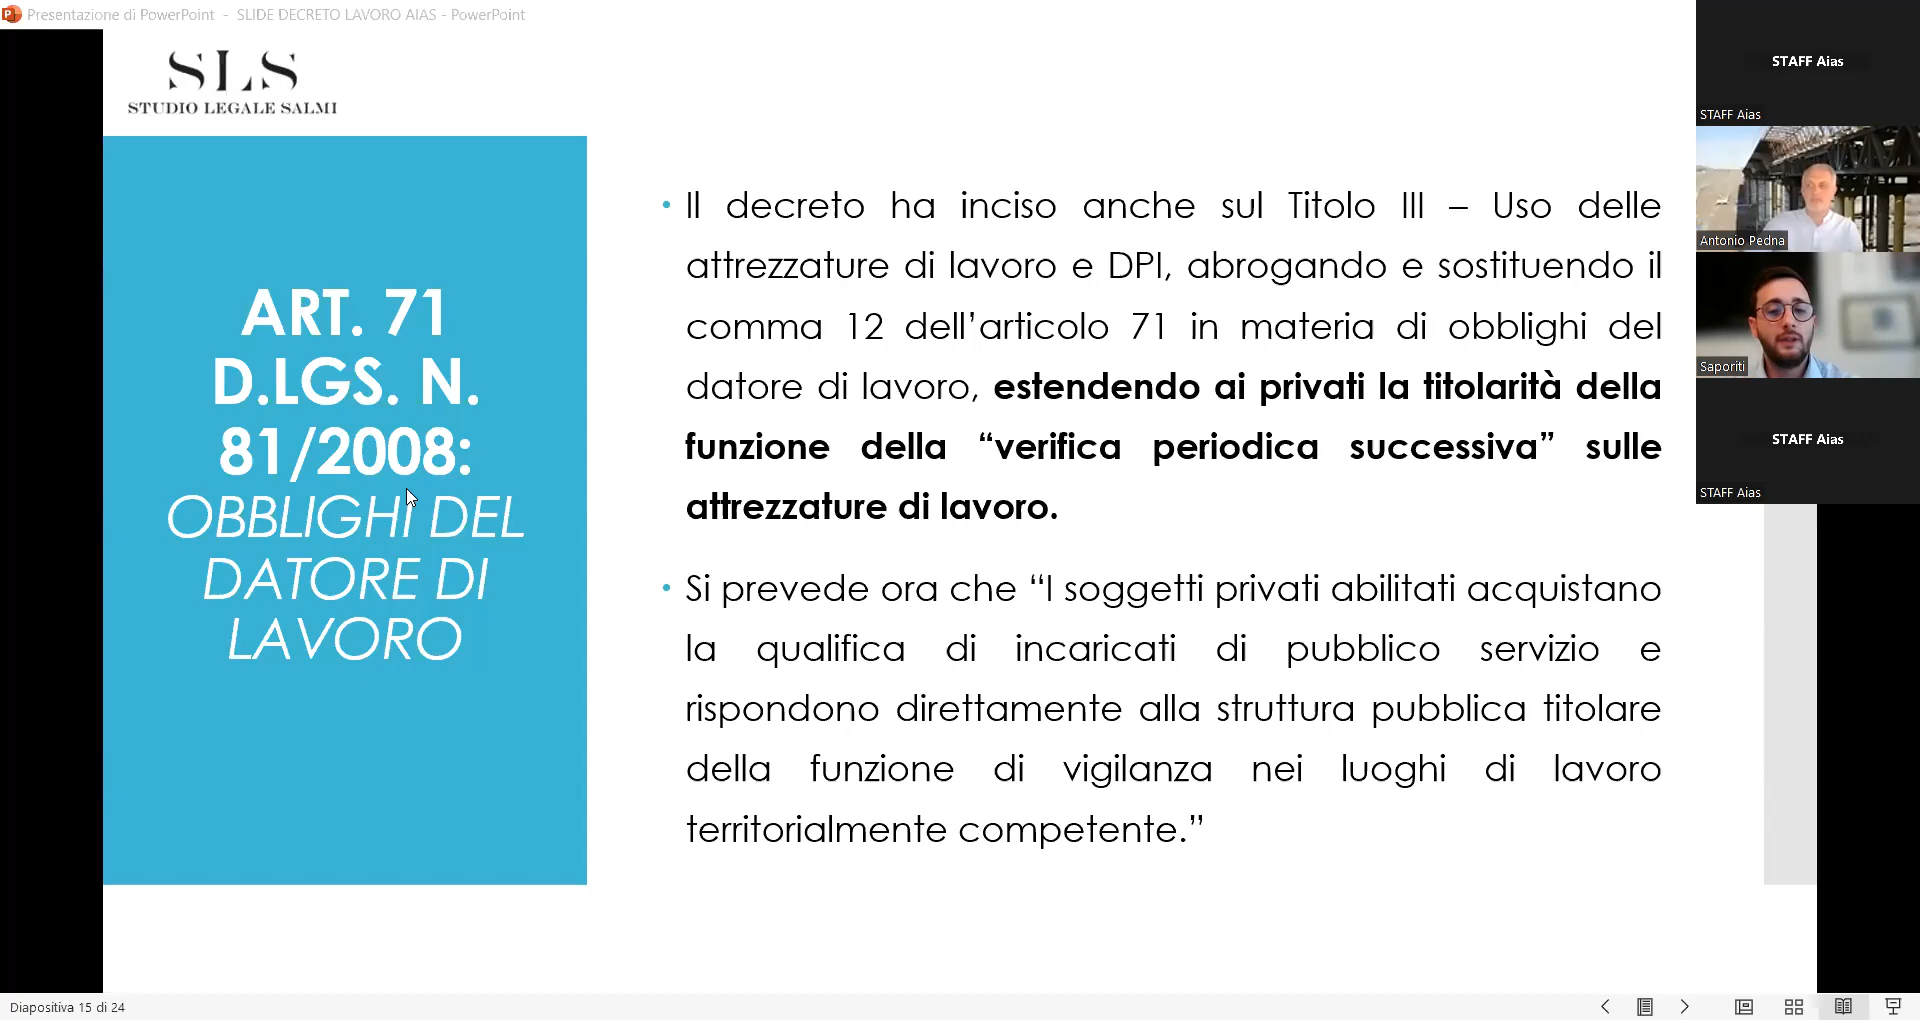 Presentazione di PowerPoint - SLIDE DECRETO LAVORO AIAS - PowerPoint
SLS
STUDIO LEGALE SALMI
ART. 71
D.LGS. N.
81/2008:
OBBLIGHI DEL
DATORE DI
LAVORO
• Il decreto ha inciso anche sul Titolo III – Uso delle
attrezzature di lavoro e DPI, abrogando e sostituendo il
comma 12 dell’articolo 71 in materia di obblighi del
datore di lavoro, estendendo ai privati la titolarità della
funzione della “verifica periodica successiva” sulle
attrezzature di lavoro.
• Si prevede ora che “I soggetti privati abilitati acquistano
la qualifica di incaricati di pubblico servizio e
rispondono direttamente alla struttura pubblica titolare
della funzione di vigilanza nei luoghi di lavoro
territorialmente competente.”
STAFF Aias
STAFF Aias
Antonio Pedna
Saporiti
STAFF Aias
STAFF Aias
Diapositiva 15 di 24